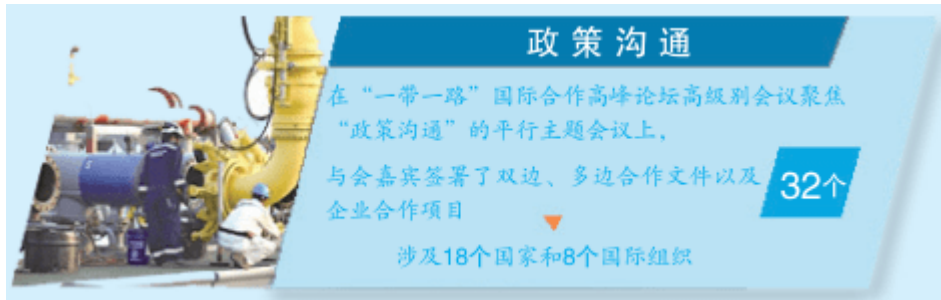 政策沟通
在“一带一路”国际合作高峰论坛高级别会议聚焦
“政策沟通”的平行主题会议上，
与会嘉宾签署了双边、多边合作文件以及
企业合作项目
32个
涉及18个国家和8个国际组织